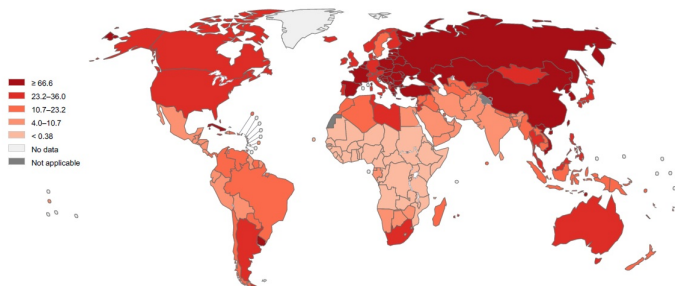 ≥ 66.6
23.2–36.0
10.7–23.2
4.0–10.7
< 0.38
No data
Not applicable